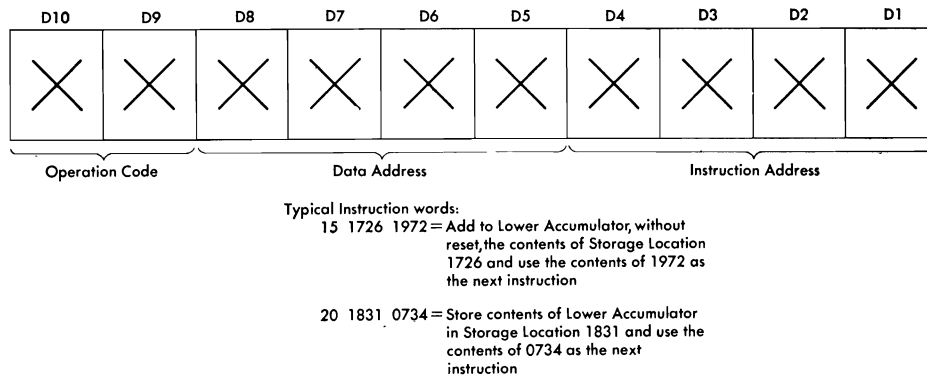 D10 D9 D8 D7 D6 D5 D4 D3 D2 D1
Operation Code Data Address Instruction Address
Typical Instruction words:
15 1726 1972 = Add to Lower Accumulator, without
reset, the contents of Storage Location
1726 and use the contents of 1972 as
the next instruction
20 1831 0734 = Store contents of Lower Accumulator
in Storage Location 1831 and use the
contents of 0734 as the next
instruction